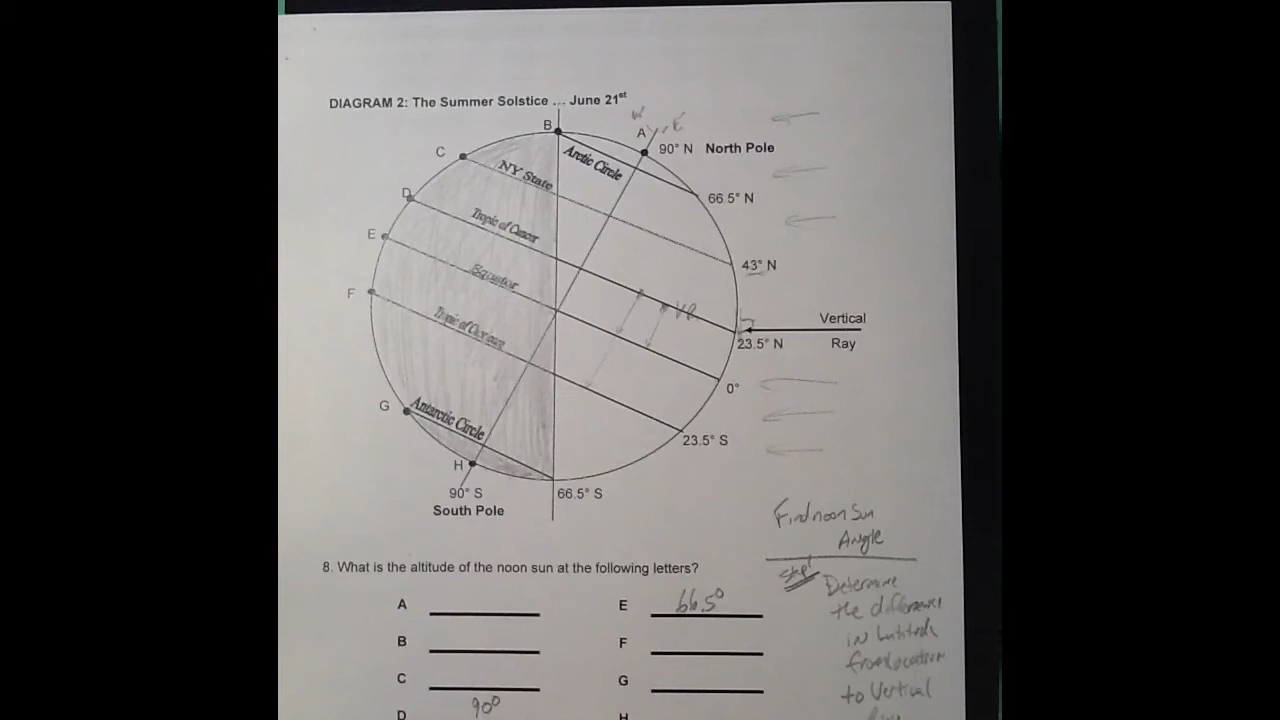 DIAGRAM 2: The Summer Solstice ... June 21st
B
A
W
E
90° N North Pole
C
Arctic Circle
NY State
66.5° N
D
Tropic of Cancer
E
43° N
Equator
F
VR
Vertical
Tropic of Capricorn
23.5° N Ray
0°
G
Antarctic Circle
23.5° S
H
90° S
66.5° S
South Pole
Find noon Sun
Angle
8. What is the altitude of the noon sun at the following letters?
Step 1
Determine
A
E 66.5°
the difference
in latitude
B
F
from location
C
G
to Vertical
D 90°
H